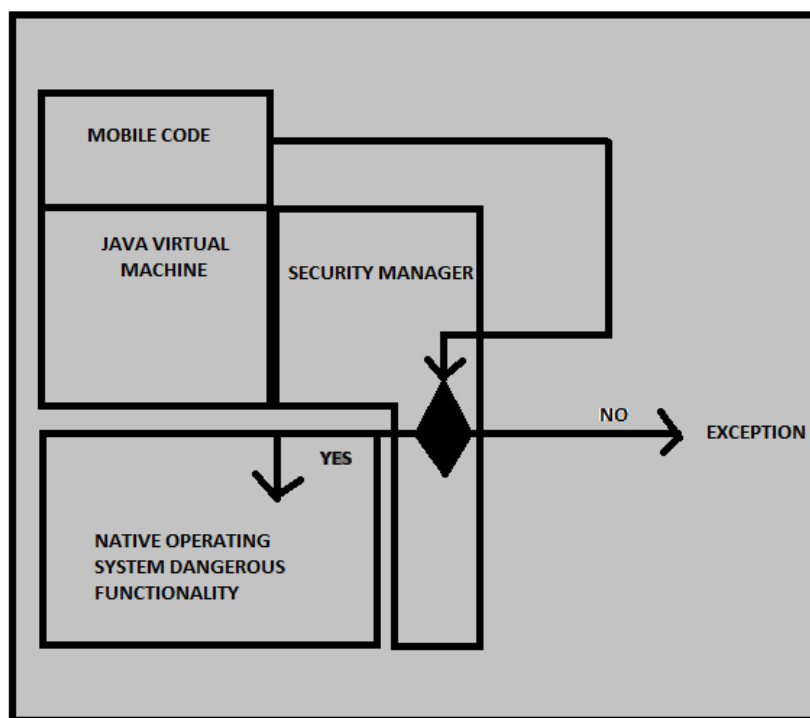 MOBILE CODE
JAVA VIRTUAL
MACHINE
SECURITY MANAGER
NO
EXCEPTION
YES
NATIVE OPERATING
SYSTEM DANGEROUS
FUNCTIONALITY